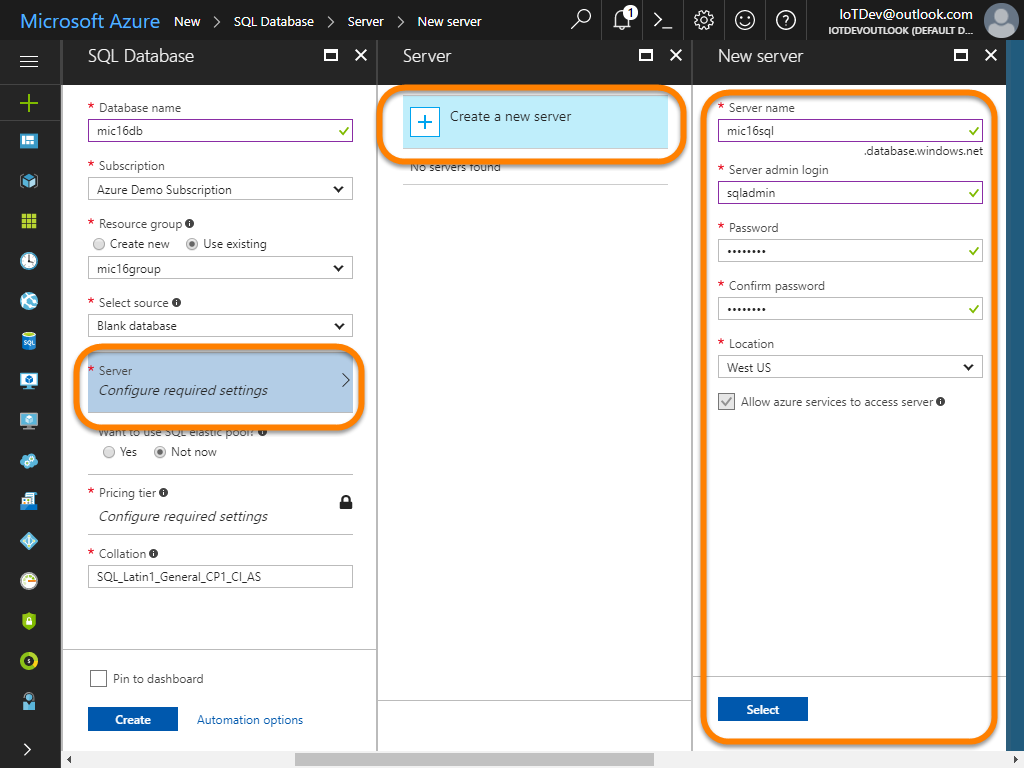 Microsoft Azure New > SQL Database > Server > New server
1
IoTDev@outlook.com
IOTDEVOUTLOOK (DEFAULT D...
SQL Database
* Database name
mic16db
* Subscription
Azure Demo Subscription
* Resource group
Create new Use existing
mic16group
* Select source
Blank database
* Server
Configure required settings
Want to use SQL elastic pool?
Yes Not now
* Pricing tier
Configure required settings
* Collation
SQL_Latin1_General_CP1_CI_AS
Pin to dashboard
Create Automation options
Server
Create a new server
No servers found
New server
* Server name
mic16sql
.database.windows.net
* Server admin login
sqladmin
* Password
••••••••
* Confirm password
••••••••
* Location
West US
Allow azure services to access server
Select
SQL